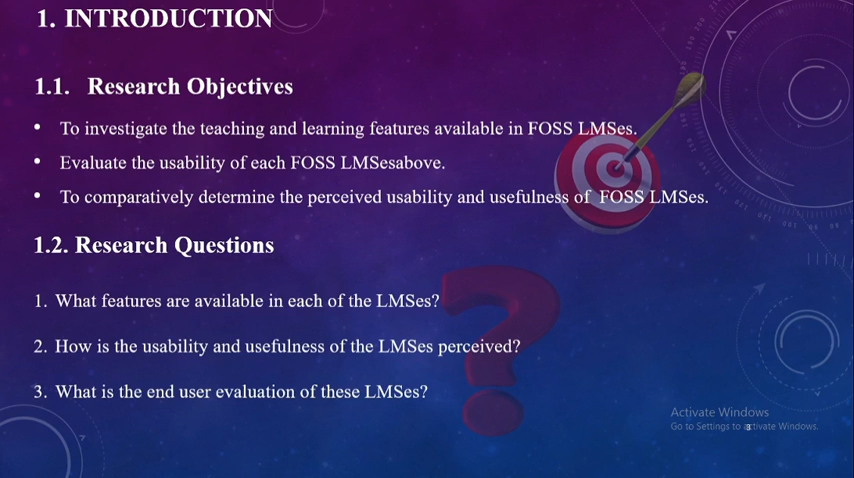 1. INTRODUCTION
1.1. Research Objectives
• To investigate the teaching and learning features available in FOSS LMSes.
• Evaluate the usability of each FOSS LMSesabove.
• To comparatively determine the perceived usability and usefulness of FOSS LMSes.
1.2. Research Questions
1. What features are available in each of the LMSes?
2. How is the usability and usefulness of the LMSes perceived?
3. What is the end user evaluation of these LMSes?
Activate Windows
Go to Settings to activate Windows.